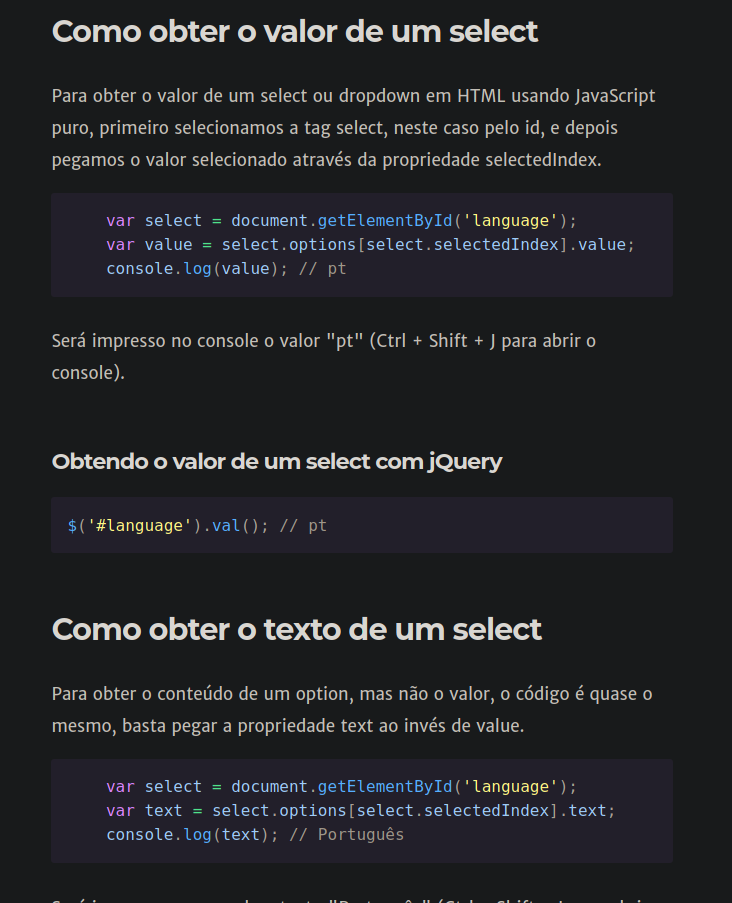 Como obter o valor de um select
Para obter o valor de um select ou dropdown em HTML usando JavaScript
puro, primeiro selecionamos a tag select, neste caso pelo id, e depois
pegamos o valor selecionado através da propriedade selectedIndex.
var select = document.getElementById('language');
var value = select.options[select.selectedIndex].value;
console.log(value); // pt
Será impresso no console o valor "pt" (Ctrl + Shift + J para abrir o
console).
Obtendo o valor de um select com jQuery
$('#language').val(); // pt
Como obter o texto de um select
Para obter o conteúdo de um option, mas não o valor, o código é quase o
mesmo, basta pegar a propriedade text ao invés de value.
var select = document.getElementById('language');
var text = select.options[select.selectedIndex].text;
console.log(text); // Português